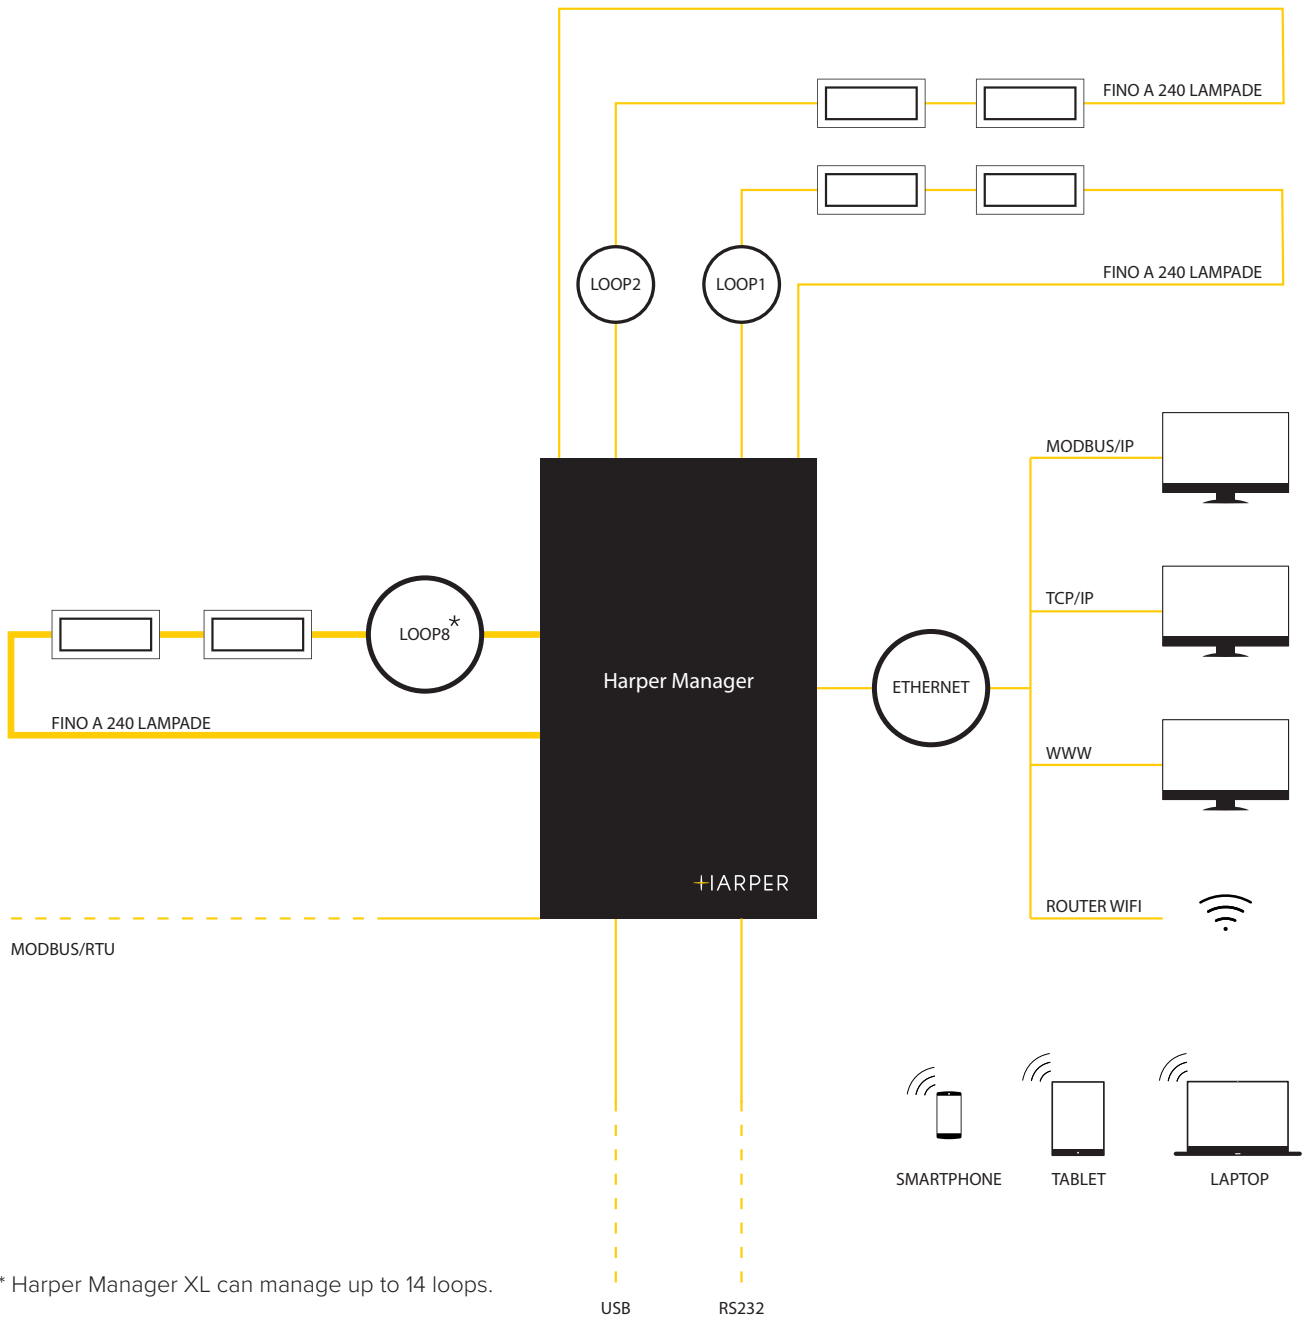 FINO A 240 LAMPADE
LOOP2
LOOP1
FINO A 240 LAMPADE
MODBUS/IP
TCP/IP
LOOP8*
Harper Manager
ETHERNET
FINO A 240 LAMPADE
WWW
HARPER
ROUTER WIFI
MODBUS/RTU
SMARTPHONE
TABLET
LAPTOP
* Harper Manager XL can manage up to 14 loops.
USB
RS232